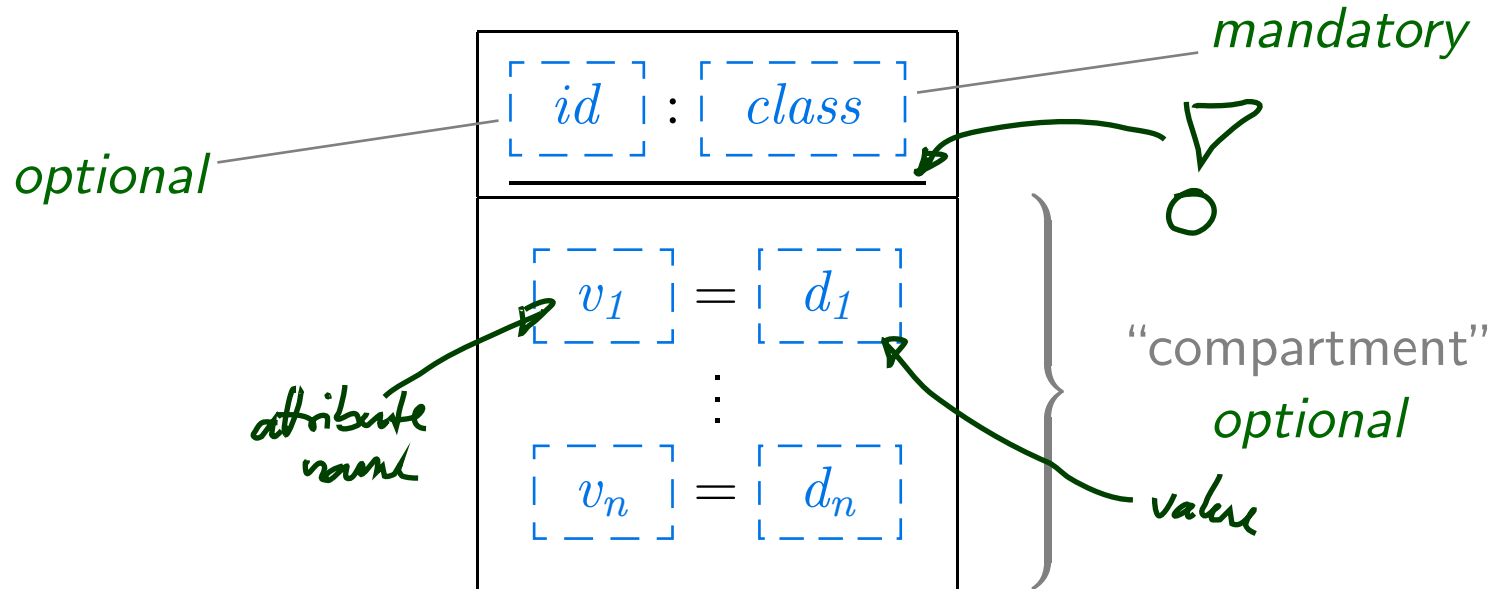 mandatory
id : class
optional
v1 = d1
“compartment”
attribute
name
optional
vn = dn
value